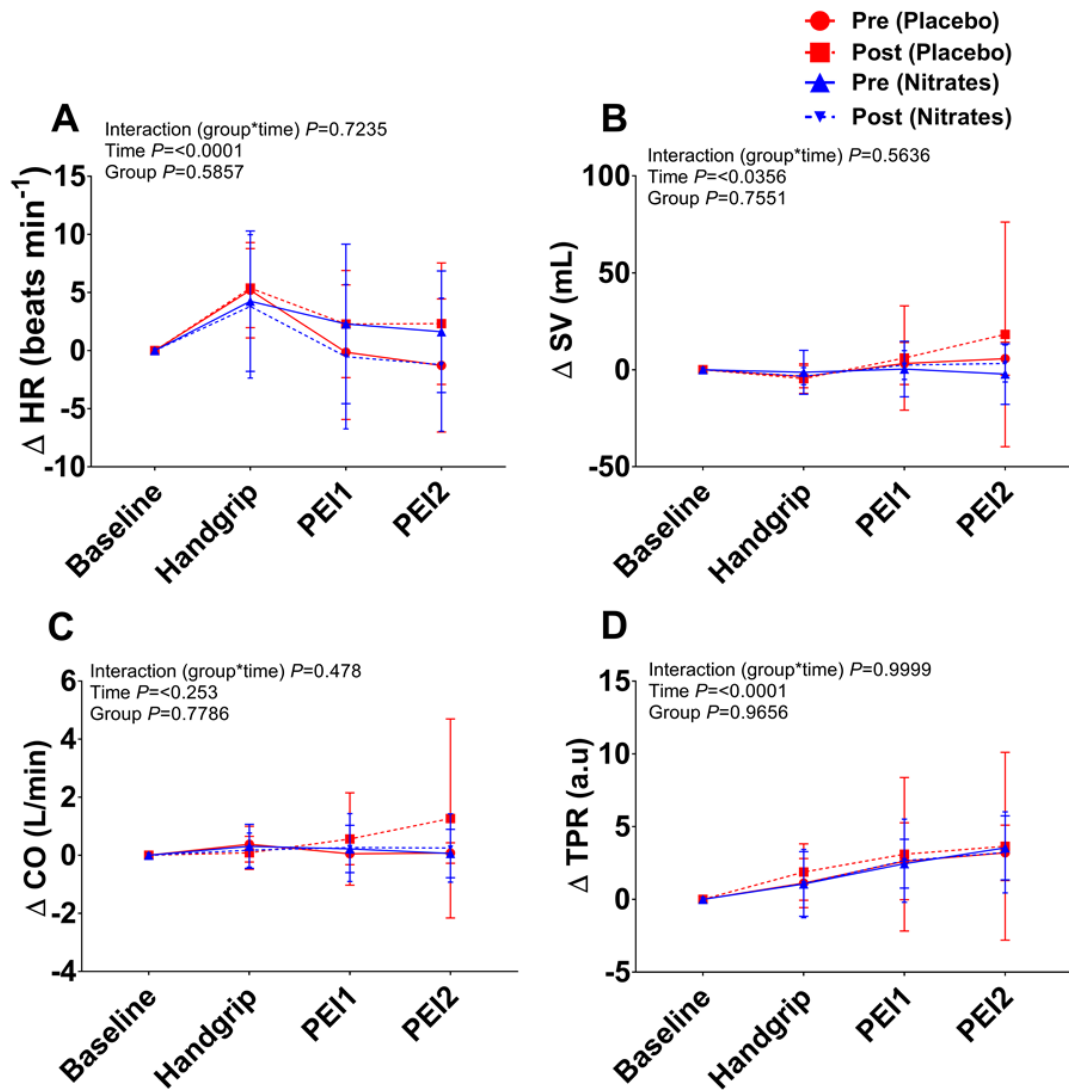 Pre (Placebo)
Post (Placebo)
Pre (Nitrates)
Post (Nitrates)
A
Interaction (group*time) P=0.7235
Time P=<0.0001
Group P=0.5857
Δ HR (beats min⁻¹)
15
10
5
0
-5
-10
Baseline
Handgrip
PEI1
PEI2
B
Interaction (group*time) P=0.5636
Time P=<0.0356
Group P=0.7551
Δ SV (mL)
100
50
0
-50
Baseline
Handgrip
PEI1
PEI2
C
Interaction (group*time) P=0.478
Time P=<0.253
Group P=0.7786
Δ CO (L/min)
6
4
2
0
-2
-4
Baseline
Handgrip
PEI1
PEI2
D
Interaction (group*time) P=0.9999
Time P=<0.0001
Group P=0.9656
Δ TPR (a.u)
15
10
5
0
-5
Baseline
Handgrip
PEI1
PEI2